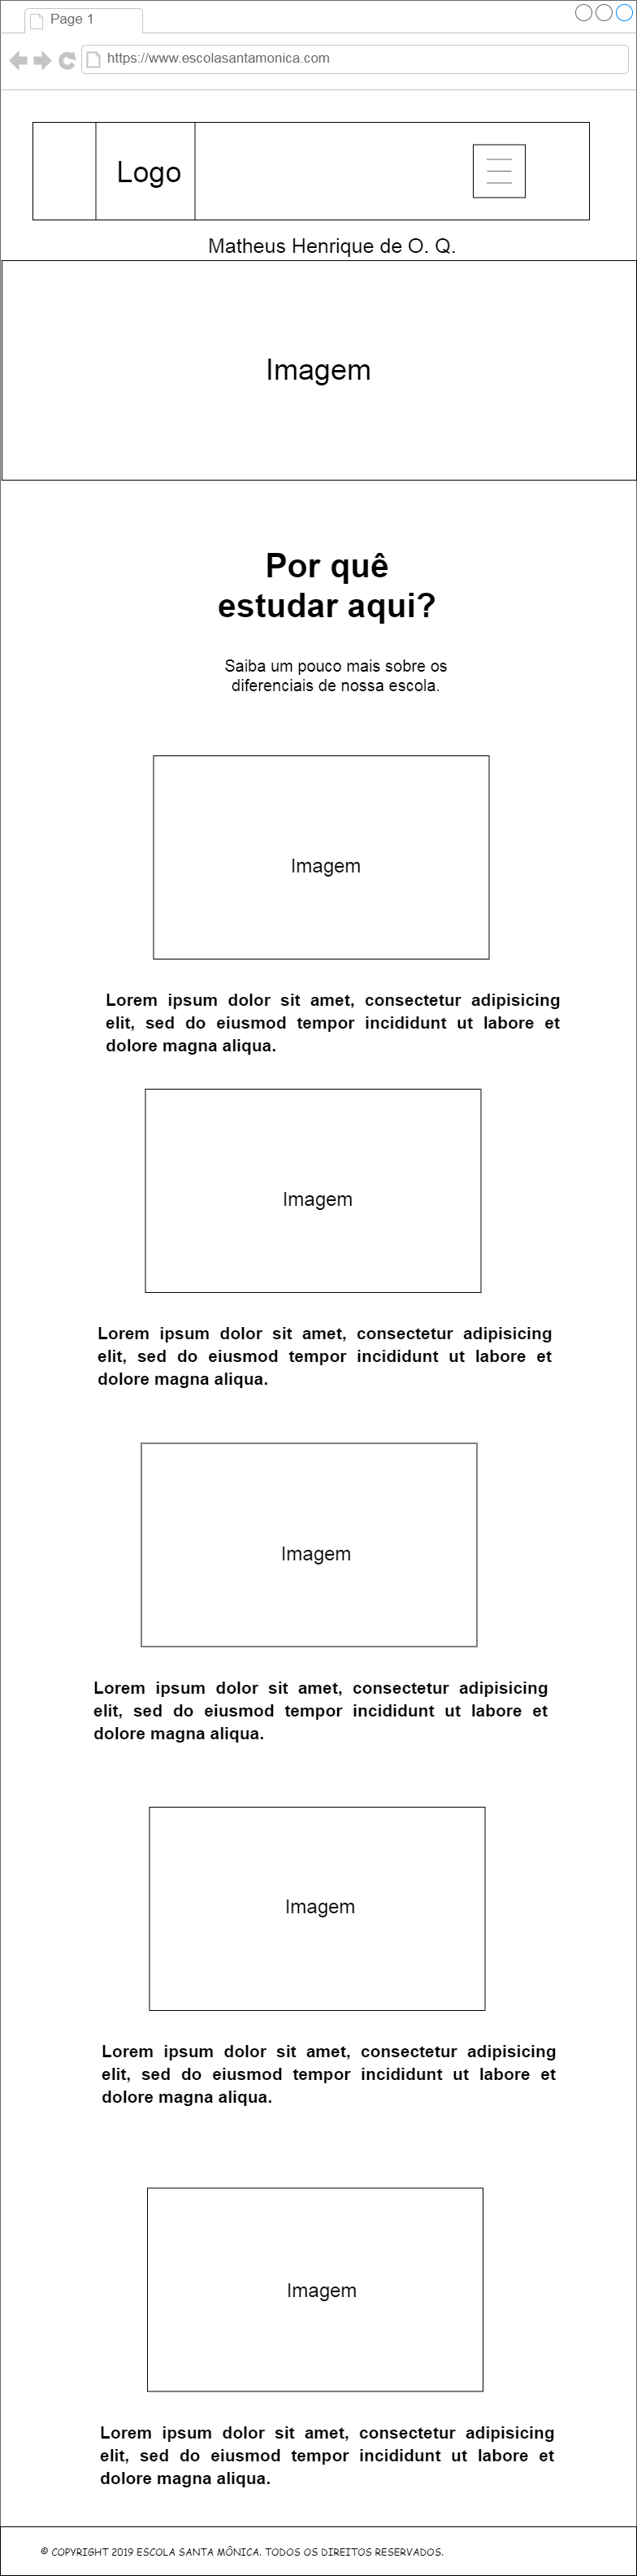 Page 1
https://www.escolasantamonica.com
Logo
Matheus Henrique de O. Q.
Imagem
Por quê
estudar aqui?
Saiba um pouco mais sobre os
diferenciais de nossa escola.
Imagem
Lorem ipsum dolor sit amet, consectetur adipisicing
elit, sed do eiusmod tempor incididunt ut labore et
dolore magna aliqua.
Imagem
Lorem ipsum dolor sit amet, consectetur adipisicing
elit, sed do eiusmod tempor incididunt ut labore et
dolore magna aliqua.
Imagem
Lorem ipsum dolor sit amet, consectetur adipisicing
elit, sed do eiusmod tempor incididunt ut labore et
dolore magna aliqua.
Imagem
Lorem ipsum dolor sit amet, consectetur adipisicing
elit, sed do eiusmod tempor incididunt ut labore et
dolore magna aliqua.
Imagem
Lorem ipsum dolor sit amet, consectetur adipisicing
elit, sed do eiusmod tempor incididunt ut labore et
dolore magna aliqua.
© COPYRIGHT 2019 ESCOLA SANTA MÔNICA. TODOS OS DIREITOS RESERVADOS.